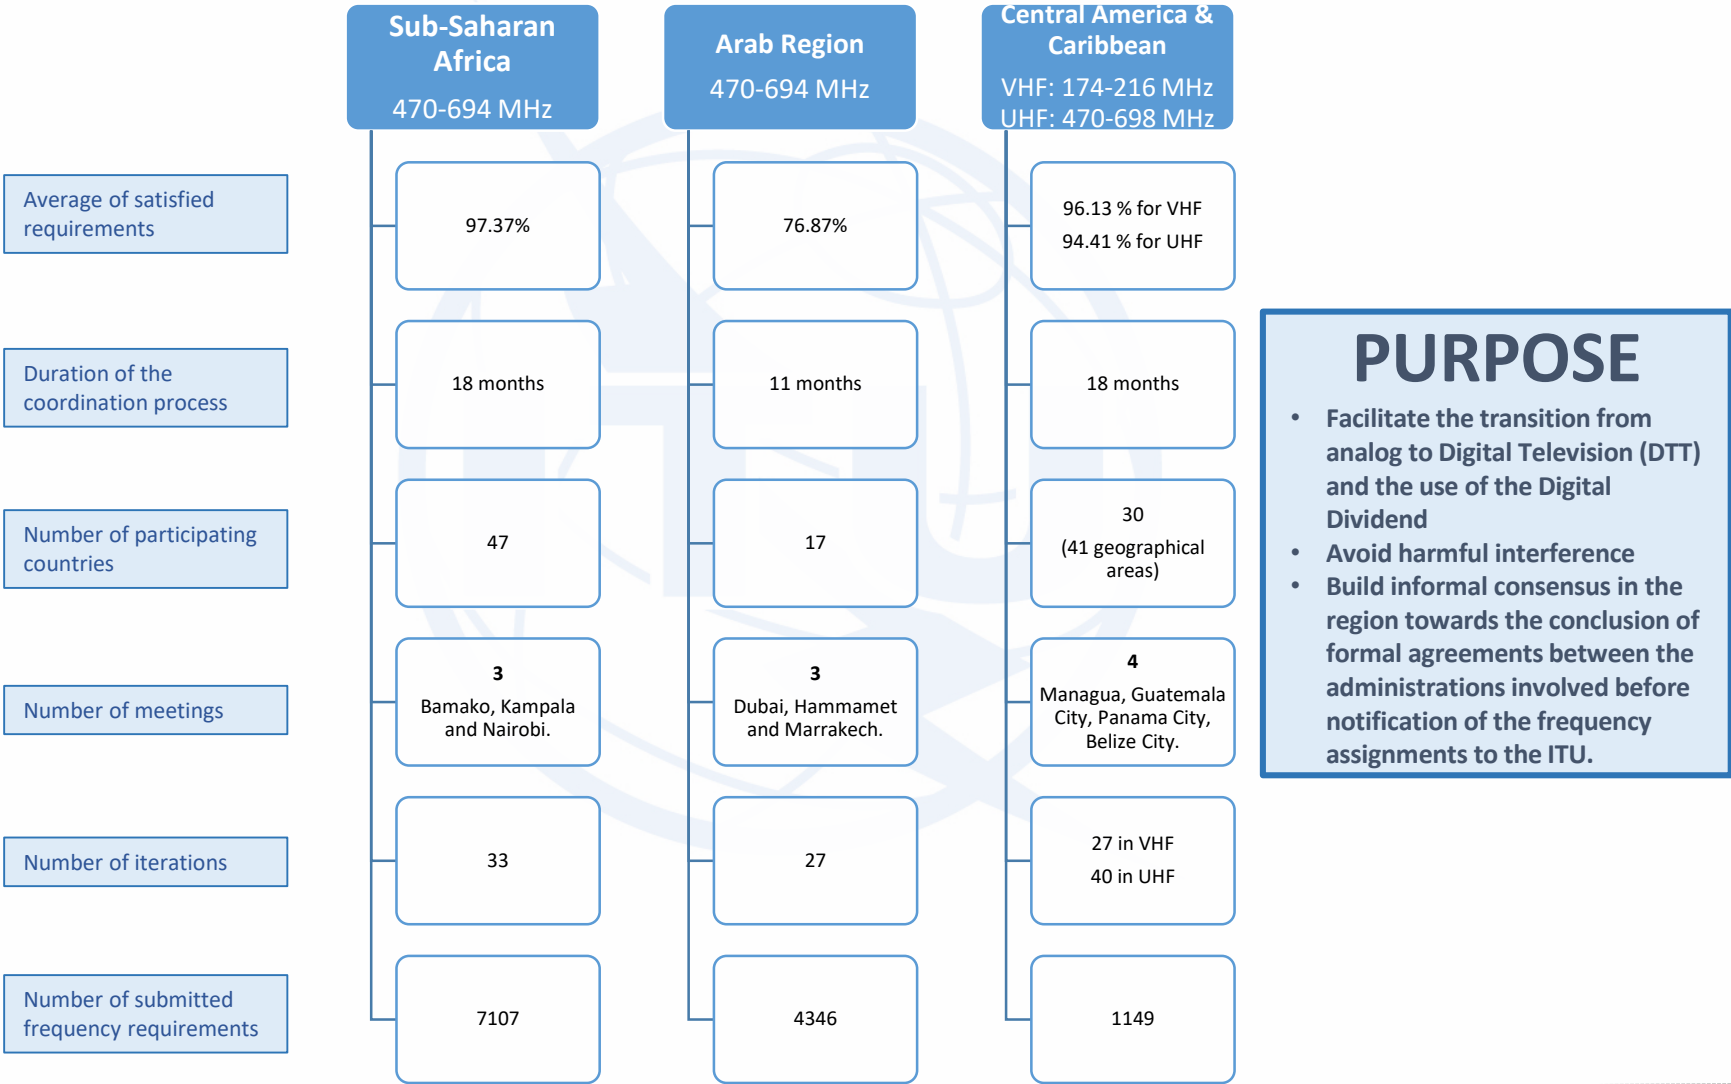 Sub-Saharan
Africa
470-694 MHz
Arab Region
470-694 MHz
Central America &
Caribbean
VHF: 174-216 MHz
UHF: 470-698 MHz
Average of satisfied
requirements
97.37%
76.87%
96.13 % for VHF
94.41 % for UHF
Duration of the
coordination process
18 months
11 months
18 months
Number of participating
countries
47
17
30
(41 geographical
areas)
Number of meetings
3
Bamako, Kampala
and Nairobi.
3
Dubai, Hammamet
and Marrakech.
4
Managua, Guatemala
City, Panama City,
Belize City.
Number of iterations
33
27
27 in VHF
40 in UHF
Number of submitted
frequency requirements
7107
4346
1149
PURPOSE
• Facilitate the transition from
analog to Digital Television (DTT)
and the use of the Digital
Dividend
• Avoid harmful interference
• Build informal consensus in the
region towards the conclusion of
formal agreements between the
administrations involved before
notification of the frequency
assignments to the ITU.
ITU